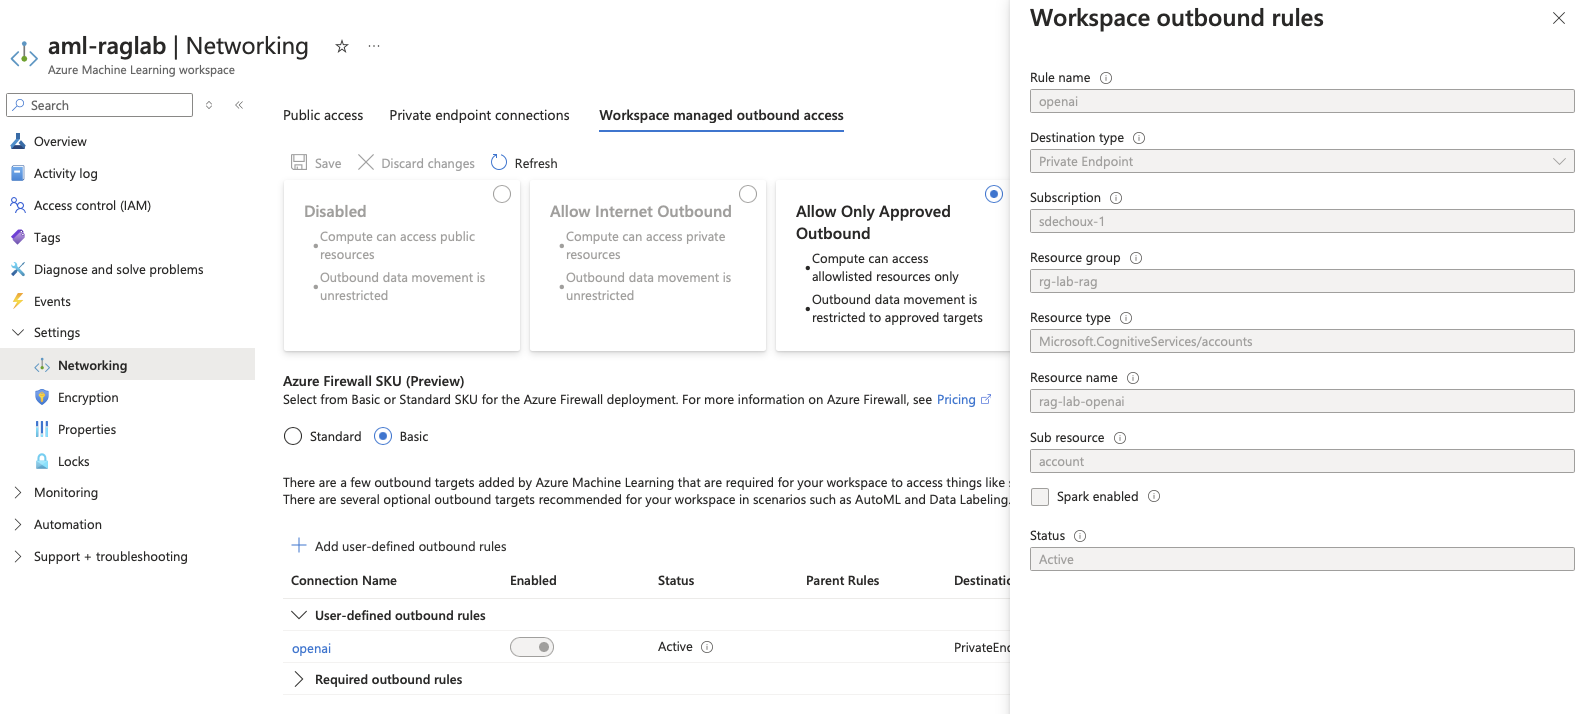 aml-raglab | Networking
Azure Machine Learning workspace
Search
Overview
Activity log
Access control (IAM)
Tags
Diagnose and solve problems
Events
Settings
Networking
Encryption
Properties
Locks
Monitoring
Automation
Support + troubleshooting
Public access
Private endpoint connections
Workspace managed outbound access
Save
Discard changes
Refresh
Disabled
Compute can access public
resources
Outbound data movement is
unrestricted
Allow Internet Outbound
Compute can access private
resources
Outbound data movement is
unrestricted
Allow Only Approved
Outbound
Compute can access
allowlisted resources only
Outbound data movement is
restricted to approved targets
Azure Firewall SKU (Preview)
Select from Basic or Standard SKU for the Azure Firewall deployment. For more information on Azure Firewall, see Pricing
Standard
Basic
There are a few outbound targets added by Azure Machine Learning that are required for your workspace to access things like
There are several optional outbound targets recommended for your workspace in scenarios such as AutoML and Data Labeling.
Add user-defined outbound rules
Connection Name
Enabled
Status
Parent Rules
Destinatio
User-defined outbound rules
openai
Active
PrivateEnd
Required outbound rules
Workspace outbound rules
Rule name
openai
Destination type
Private Endpoint
Subscription
sdechoux-1
Resource group
rg-lab-rag
Resource type
Microsoft.CognitiveServices/accounts
Resource name
rag-lab-openai
Sub resource
account
Spark enabled
Status
Active